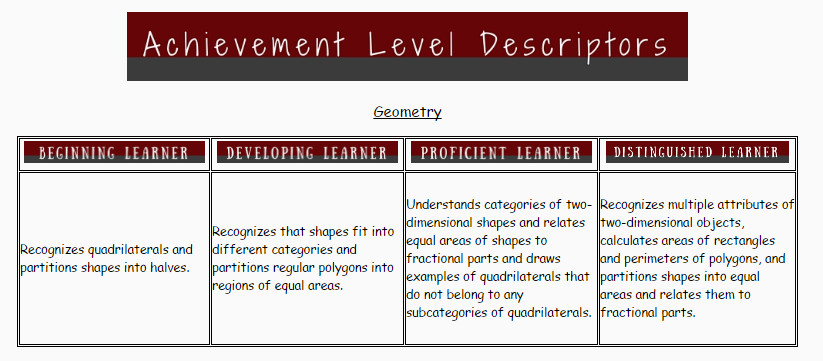 Achievement Level Descriptors
Geometry
BEGINNING LEARNER
DEVELOPING LEARNER
PROFICIENT LEARNER
DISTINGUISHED LEARNER
Recognizes quadrilaterals and
partitions shapes into halves.
Recognizes that shapes fit into
different categories and
partitions regular polygons into
regions of equal areas.
Understands categories of two-
dimensional shapes and relates
equal areas of shapes to
fractional parts and draws
examples of quadrilaterals that
do not belong to any
subcategories of quadrilaterals.
Recognizes multiple attributes of
two-dimensional objects,
calculates areas of rectangles
and perimeters of polygons, and
partitions shapes into equal
areas and relates them to
fractional parts.